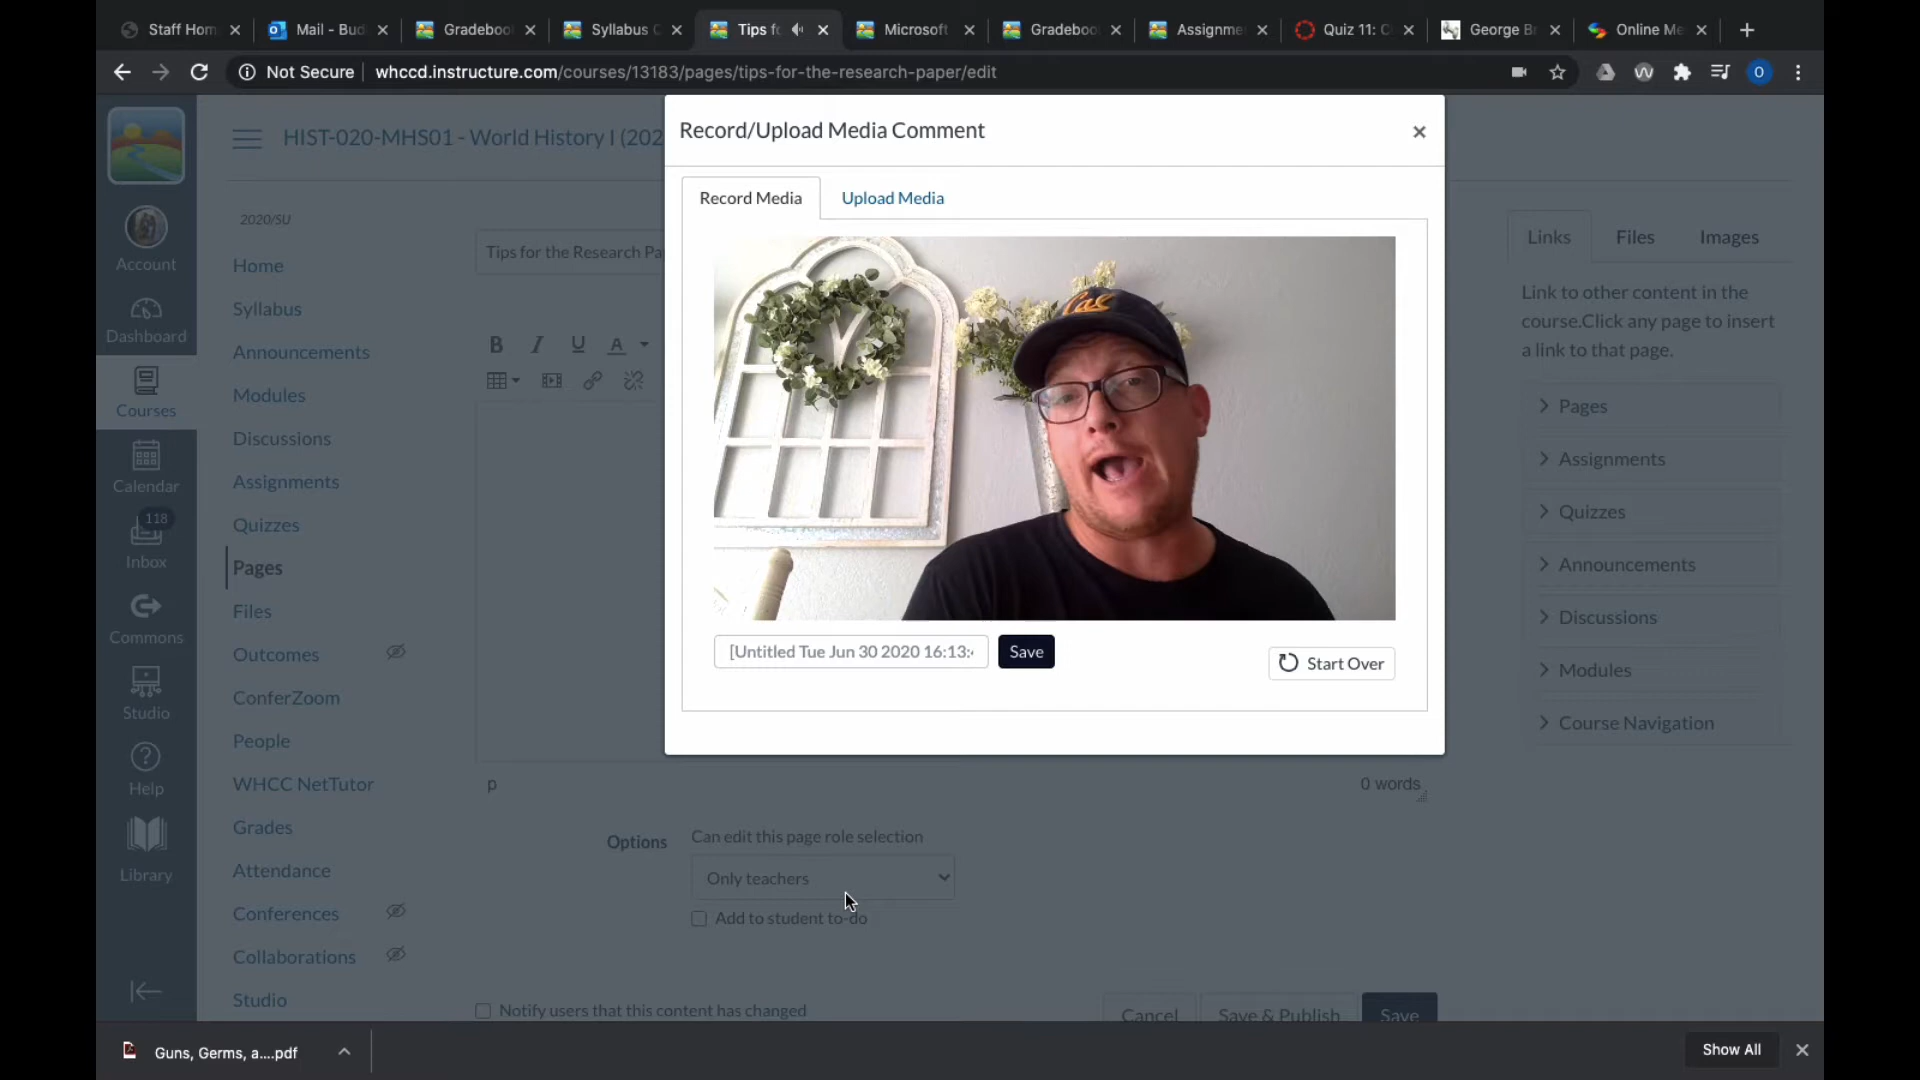 Staff Hom
Mail - Bud
Gradeboo
Syllabus
Tips fo
Microsoft
Gradeboo
Assignme
Quiz 11: C
George B
Online Me
Not Secure
whccd.instructure.com/courses/13183/pages/tips-for-the-research-paper/edit
O
Record/Upload Media Comment
HIST-020-MHS01 - World History I (202
Record Media
Upload Media
2020/SU
Account
Dashboard
Courses
Calendar
118
Inbox
Commons
Studio
Help
Library
Home
Syllabus
Announcements
Modules
Discussions
Assignments
Quizzes
Pages
Files
Outcomes
ConferZoom
People
WHCC NetTutor
Grades
Attendance
Conferences
Collaborations
Studio
Tips for the Research Pa
B I U A
Cal
[Untitled Tue Jun 30 2020 16:13:
Save
Start Over
p
0 words
Options
Can edit this page role selection
Only teachers
Add to student to-do
Notify users that this content has changed
Cancel
Save & Publish
Save
Links
Files
Images
Link to other content in the
course.Click any page to insert
a link to that page.
Pages
Assignments
Quizzes
Announcements
Discussions
Modules
Course Navigation
Guns, Germs, a....pdf
Show All